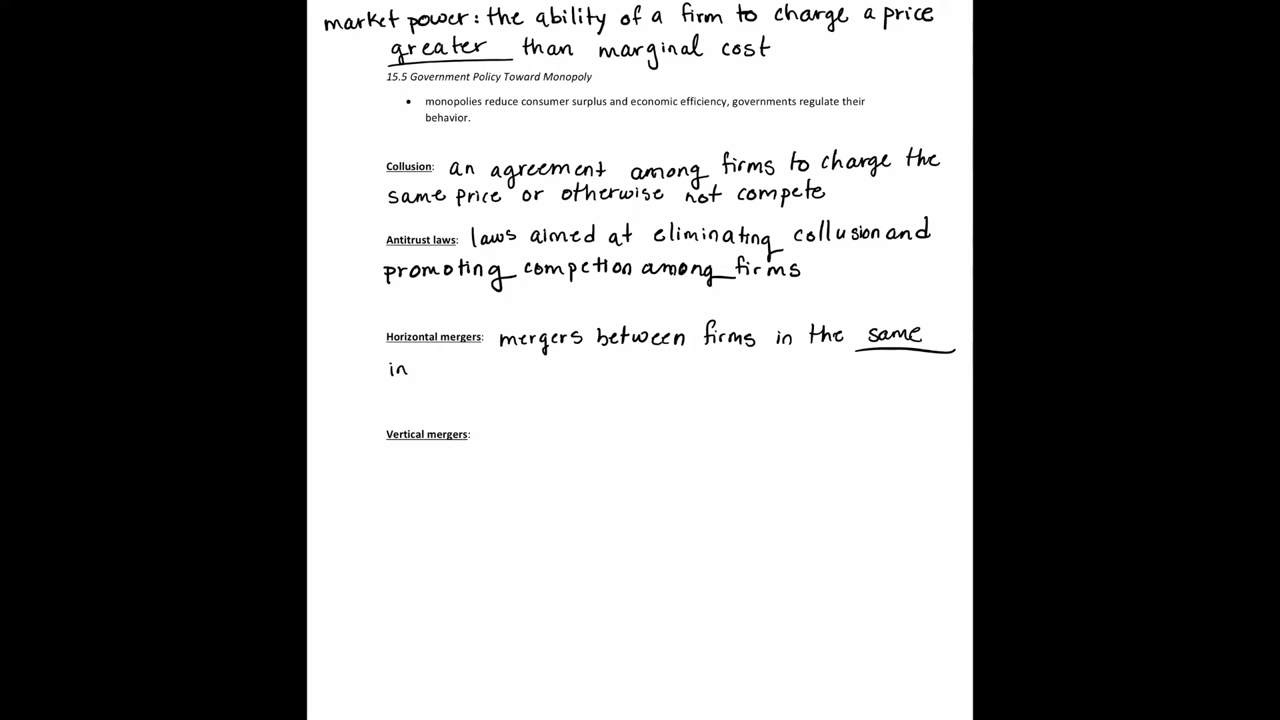 market power: the ability of a firm to charge a price
greater than marginal cost
15.5 Government Policy Toward Monopoly
• monopolies reduce consumer surplus and economic efficiency, governments regulate their
behavior.
Collusion: an agreement among firms to charge the
same price or otherwise not compete
Antitrust laws: laws aimed at eliminating collusion and
promoting competion among firms
Horizontal mergers: mergers between firms in the same
in
Vertical mergers: